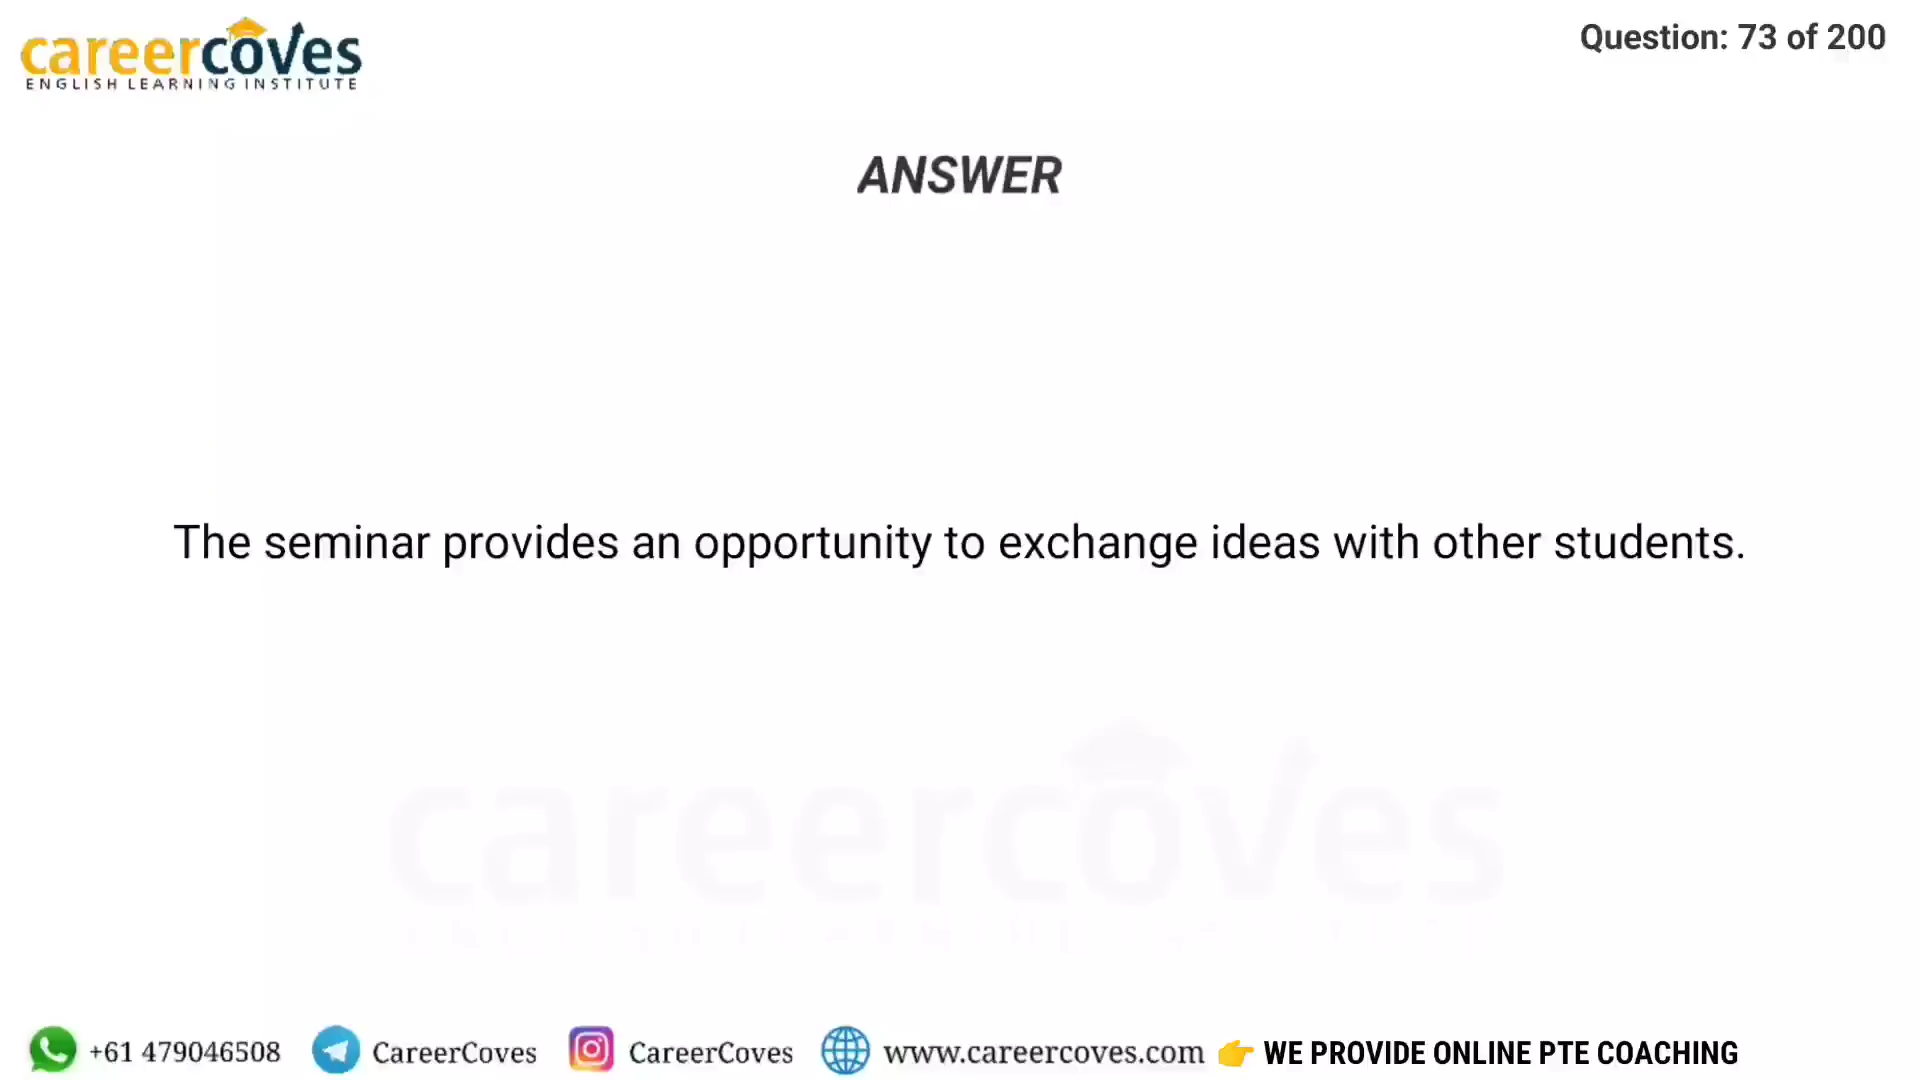 careercoves
ENGLISH LEARNING INSTITUTE
Question: 73 of 200
ANSWER
The seminar provides an opportunity to exchange ideas with other students.
careercoves
+61 479046508 CareerCoves CareerCoves www.careercoves.com WE PROVIDE ONLINE PTE COACHING